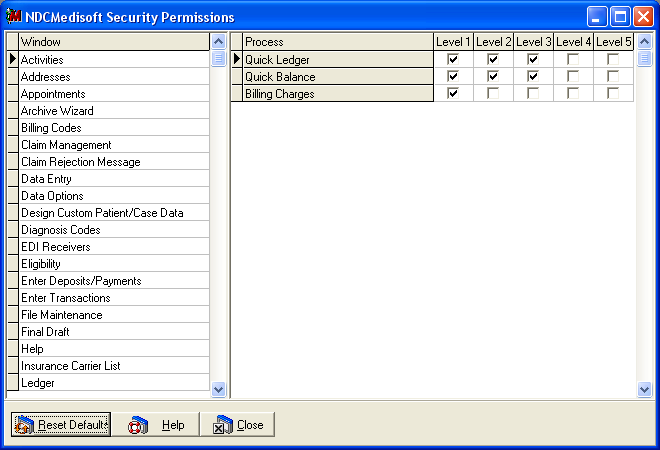 NDCMedisoft Security Permissions
Window
Activities
Addresses
Appointments
Archive Wizard
Billing Codes
Claim Management
Claim Rejection Message
Data Entry
Data Options
Design Custom Patient/Case Data
Diagnosis Codes
EDI Receivers
Eligibility
Enter Deposits/Payments
Enter Transactions
File Maintenance
Final Draft
Help
Insurance Carrier List
Ledger
Process Level 1 Level 2 Level 3 Level 4 Level 5
Quick Ledger
Quick Balance
Billing Charges
Reset Defaults Help Close